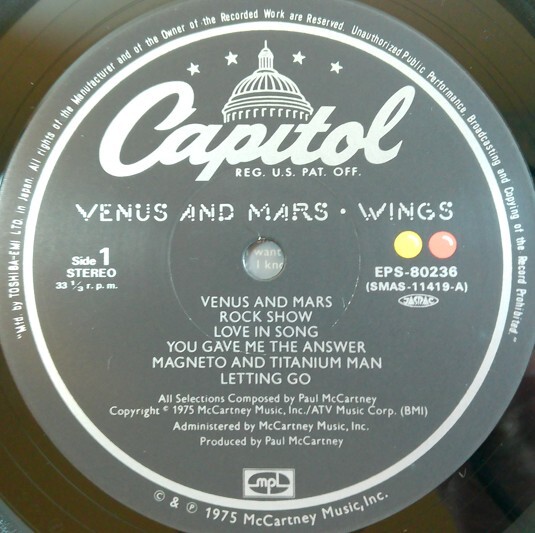 "Mf'd by TOSHIBA-EMI LTD. in Japan. All rights of the Manufacturer and of the Owner of the Recorded Work are Reserved. Unauthorized Public Performance, Broadcasting and Copying of the Record Prohibited"
Capitol
REG. U.S. PAT. OFF.
VENUS AND MARS · WINGS
Side 1
STEREO
33 1/3 r. p. m.
want
I kno
EPS-80236
(SMAS-11419-A)
JASRAC
VENUS AND MARS
ROCK SHOW
LOVE IN SONG
YOU GAVE ME THE ANSWER
MAGNETO AND TITANIUM MAN
LETTING GO
All Selections Composed by Paul McCartney
Copyright © 1975 McCartney Music, Inc./ATV Music Corp. (BMI)
Administered by McCartney Music, Inc.
Produced by Paul McCartney
mpl
© & ℗ 1975 McCartney Music, Inc.